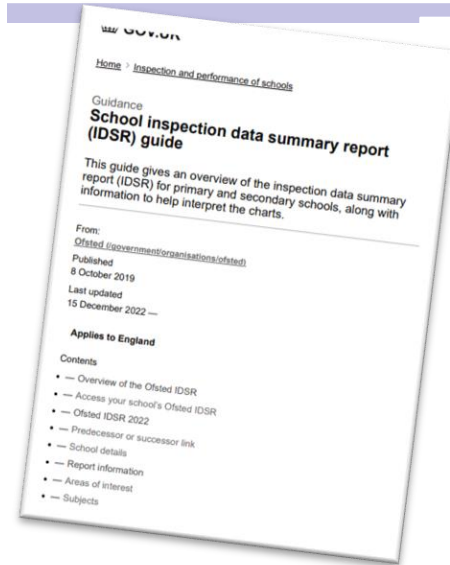 GOV.UK
Home > Inspection and performance of schools
Guidance
School inspection data summary report
(IDSR) guide
This guide gives an overview of the inspection data summary
report (IDSR) for primary and secondary schools, along with
information to help interpret the charts.
From:
Ofsted (/government/organisations/ofsted)
Published
8 October 2019
Last updated
15 December 2022 —
Applies to England
Contents
• — Overview of the Ofsted IDSR
• — Access your school's Ofsted IDSR
• — Ofsted IDSR 2022
• — Predecessor or successor link
• — School details
• — Report information
• — Areas of interest
• — Subjects